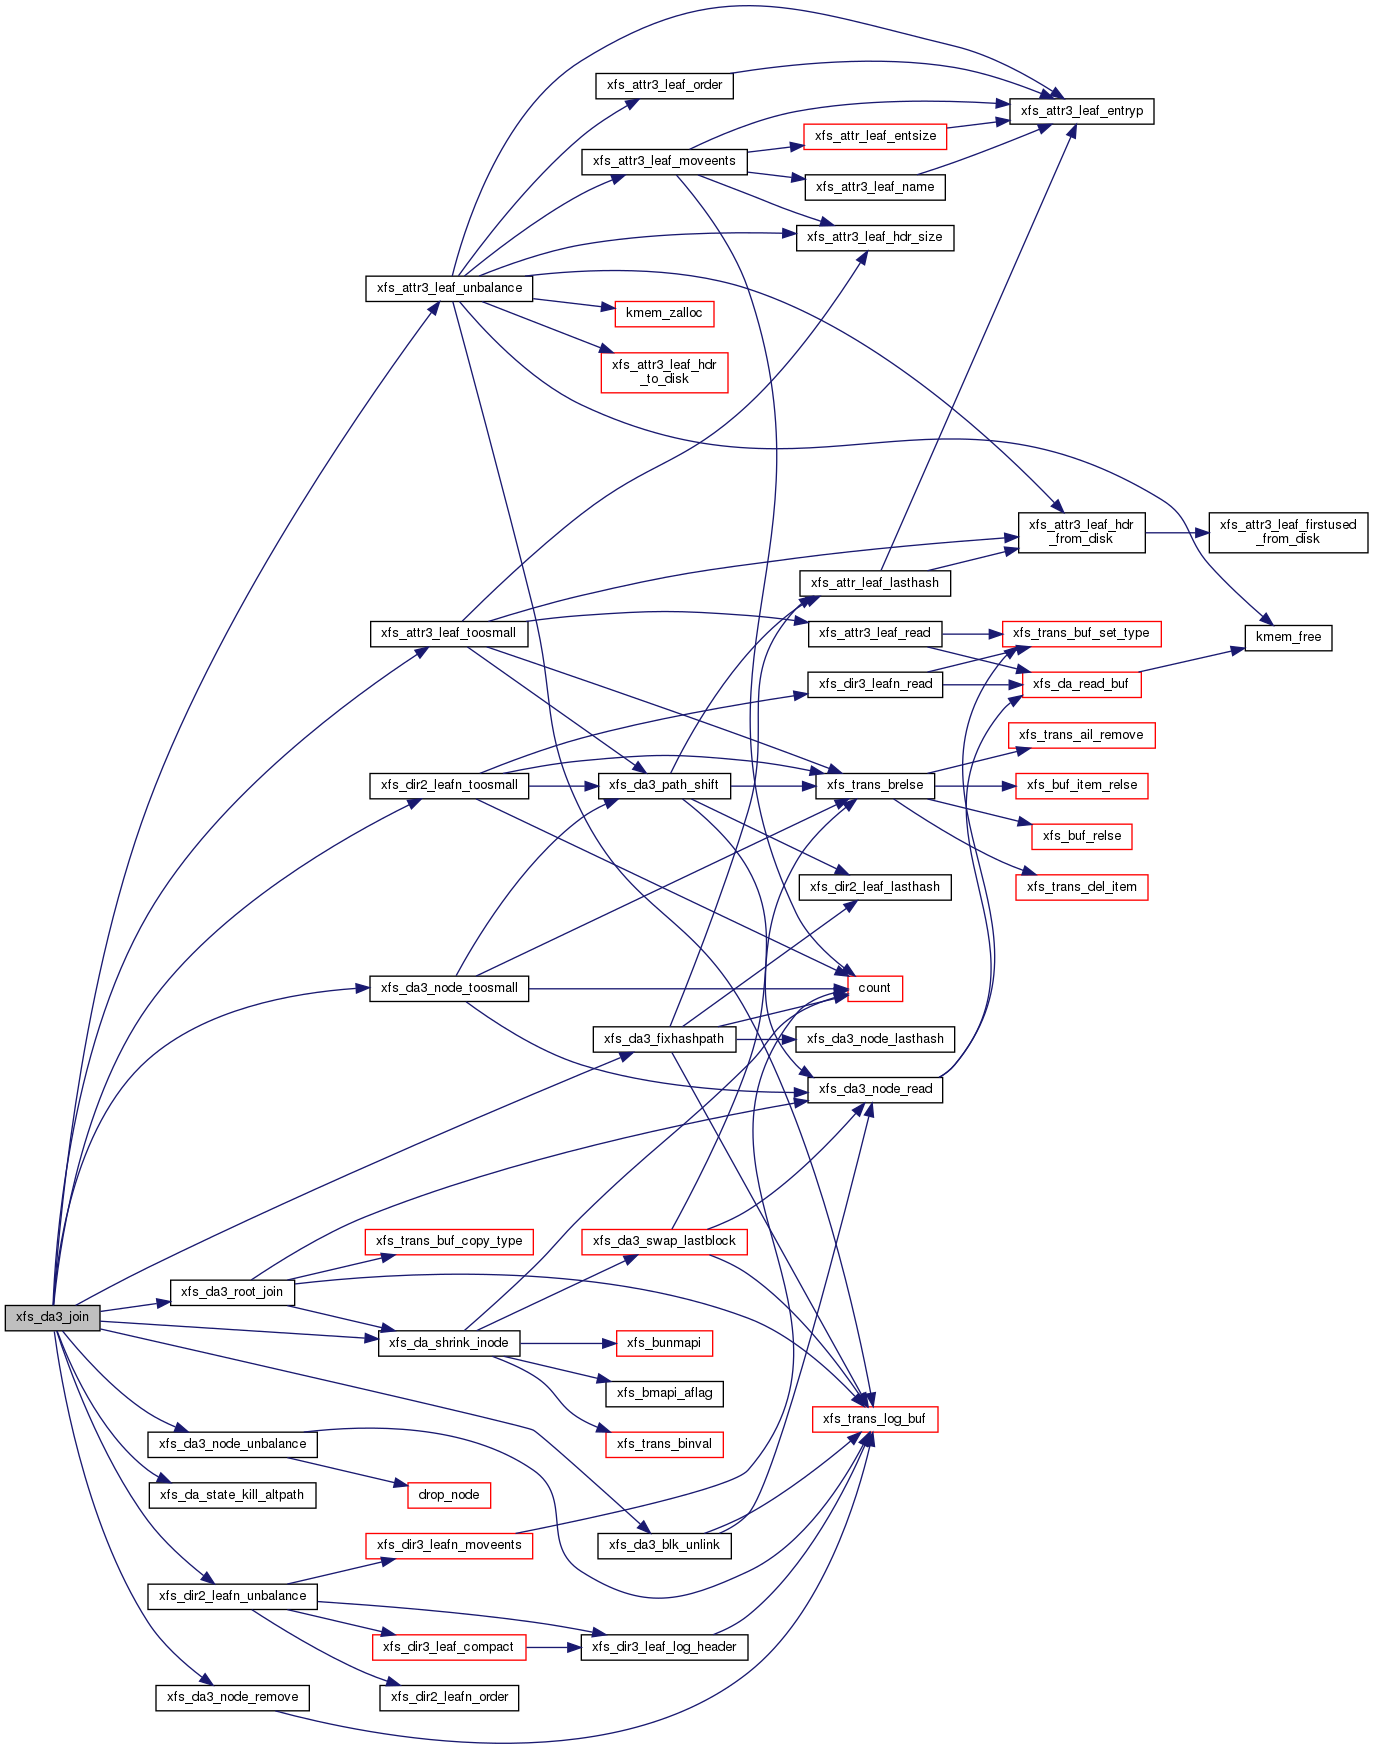 xfs_attr3_leaf_order
xfs_attr3_leaf_entryp
xfs_attr_leaf_entsize
xfs_attr3_leaf_moveents
xfs_attr3_leaf_name
xfs_attr3_leaf_hdr_size
xfs_attr3_leaf_unbalance
kmem_zalloc
xfs_attr3_leaf_hdr
_to_disk
xfs_attr3_leaf_hdr
_from_disk
xfs_attr3_leaf_firstused
_from_disk
xfs_attr_leaf_lasthash
xfs_attr3_leaf_toosmall
xfs_attr3_leaf_read
xfs_trans_buf_set_type
kmem_free
xfs_dir3_leafn_read
xfs_da_read_buf
xfs_trans_ail_remove
xfs_dir2_leafn_toosmall
xfs_da3_path_shift
xfs_trans_brelse
xfs_buf_item_relse
xfs_buf_relse
xfs_dir2_leaf_lasthash
xfs_trans_del_item
xfs_da3_node_toosmall
count
xfs_da3_fixhashpath
xfs_da3_node_lasthash
xfs_da3_node_read
xfs_trans_buf_copy_type
xfs_da3_swap_lastblock
xfs_da3_root_join
xfs_da3_join
xfs_da_shrink_inode
xfs_bunmapi
xfs_bmapi_aflag
xfs_trans_log_buf
xfs_da3_node_unbalance
xfs_trans_binval
xfs_da_state_kill_altpath
drop_node
xfs_dir3_leafn_moveents
xfs_da3_blk_unlink
xfs_dir2_leafn_unbalance
xfs_dir3_leaf_compact
xfs_dir3_leaf_log_header
xfs_da3_node_remove
xfs_dir2_leafn_order